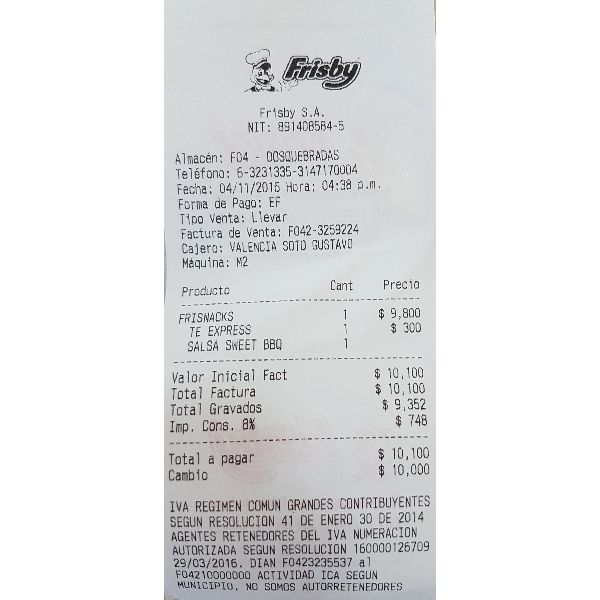 Frisby
Frisby S.A.
NIT: 891408584-5
Almacén: F04 - DOSQUEBRADAS
Teléfono: 6-3231335-3147170004
Fecha: 04/11/2016 Hora: 04:38 p.m.
Forma de Pago: EF
Tipo Venta: Llevar
Factura de Venta: F042-3259224
Cajero: VALENCIA SOTO GUSTAVO
Máquina: M2
Producto Cant Precio
FRISNACKS 1 $ 9,800
TE EXPRESS 1 $ 300
SALSA SWEET BBQ 1
Valor Inicial Fact $ 10,100
Total Factura $ 10,100
Total Gravados $ 9,352
Imp. Cons. 8% $ 748
Total a pagar $ 10,100
Cambio $ 10,000
IVA REGIMEN COMUN GRANDES CONTRIBUYENTES
SEGUN RESOLUCION 41 DE ENERO 30 DE 2014
AGENTES RETENEDORES DEL IVA NUMERACION
AUTORIZADA SEGUN RESOLUCION 160000126709
29/03/2016. DIAN F0423235537 al
F04210000000 ACTIVIDAD ICA SEGUN
MUNICIPIO, NO SOMOS AUTORRETENEDORES